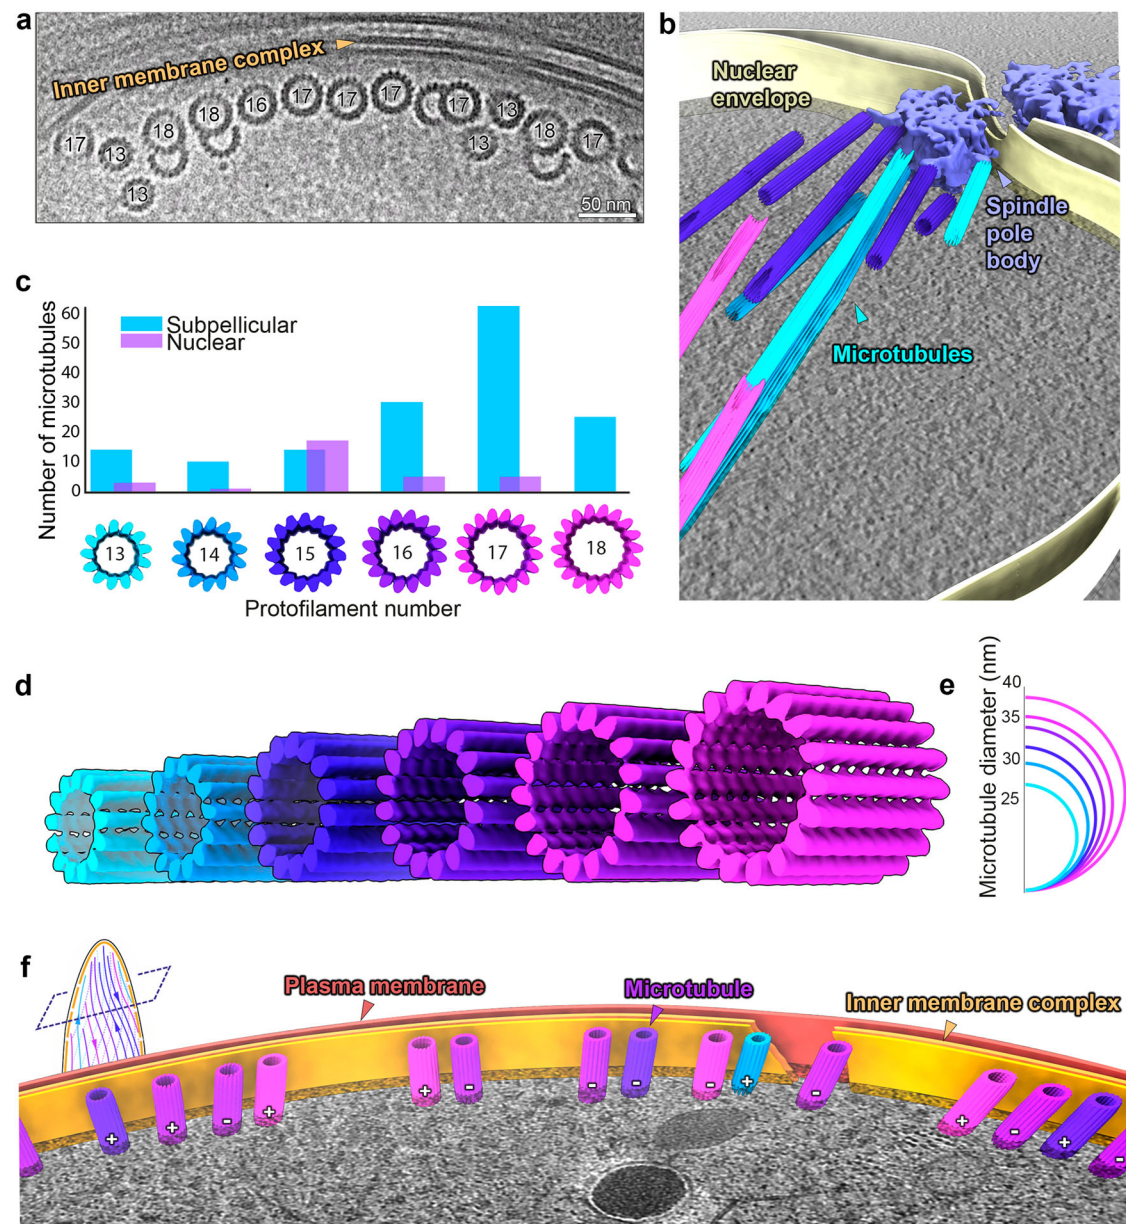 a
Inner membrane complex
17
13
13
18
18
16
17
17
17
17
13
13
18
17
50 nm
b
Nuclear
envelope
Spindle
pole
body
Microtubules
c
Number of microtubules
60
50
40
30
20
10
0
Subpellicular
Nuclear
13
14
15
16
17
18
Protofilament number
d
e
Microtubule diameter (nm)
40
35
30
25
f
Plasma membrane
Microtubule
Inner membrane complex
+
+
-
+
+
-
-
-
-
+
-
+
-
+
-